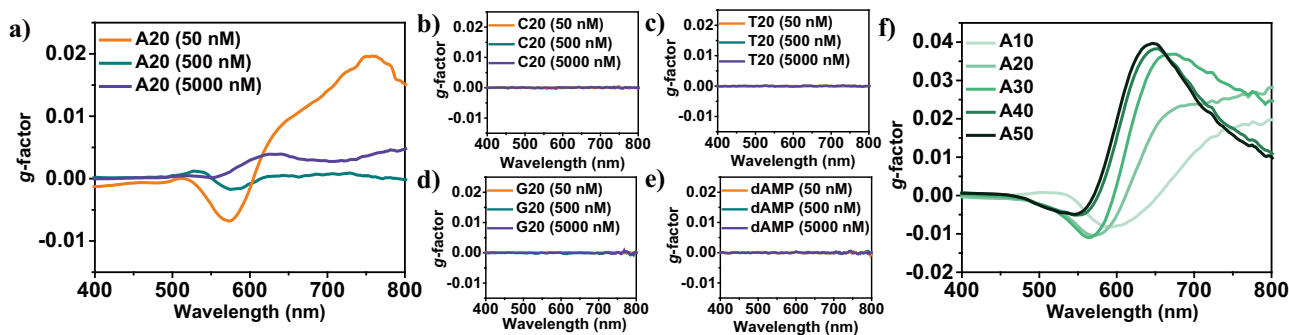 a)
g-factor
0.02
0.01
0.00
-0.01
A20 (50 nM)
A20 (500 nM)
A20 (5000 nM)
400 500 600 700 800
Wavelength (nm)
b)
g-factor
0.02
0.01
0.00
-0.01
C20 (50 nM)
C20 (500 nM)
C20 (5000 nM)
400 500 600 700 800
Wavelength (nm)
c)
g-factor
0.02
0.01
0.00
-0.01
T20 (50 nM)
T20 (500 nM)
T20 (5000 nM)
400 500 600 700 800
Wavelength (nm)
d)
g-factor
0.02
0.01
0.00
-0.01
G20 (50 nM)
G20 (500 nM)
G20 (5000 nM)
400 500 600 700 800
Wavelength (nm)
e)
g-factor
0.02
0.01
0.00
-0.01
dAMP (50 nM)
dAMP (500 nM)
dAMP (5000 nM)
400 500 600 700 800
Wavelength (nm)
f)
g-factor
0.04
0.03
0.02
0.01
0.00
-0.01
-0.02
A10
A20
A30
A40
A50
400 500 600 700 800
Wavelength (nm)